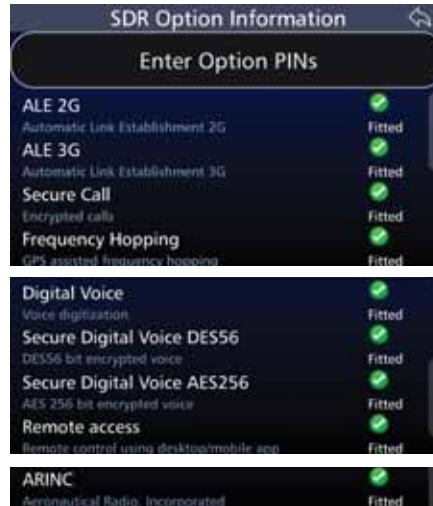 SDR Option Information
Enter Option PINs
ALE 2G
Automatic Link Establishment 2G
Fitted
ALE 3G
Automatic Link Establishment 3G
Fitted
Secure Call
Encrypted calls
Fitted
Frequency Hopping
GPS assisted frequency hopping
Fitted
Digital Voice
Voice digitization
Fitted
Secure Digital Voice DES56
DES56 bit encrypted voice
Fitted
Secure Digital Voice AES256
AES 256 bit encrypted voice
Fitted
Remote access
Remote control using desktop/mobile app
Fitted
ARINC
Aeronautical Radio, Incorporated
Fitted